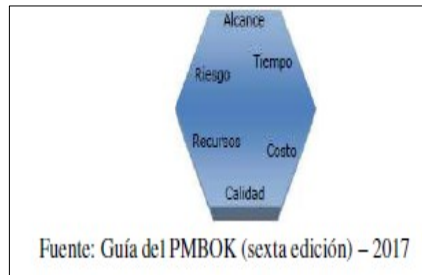 Alcance
Tiempo
Riesgo
Recursos
Costo
Calidad
Fuente: Guía del PMBOK (sexta edición) – 2017